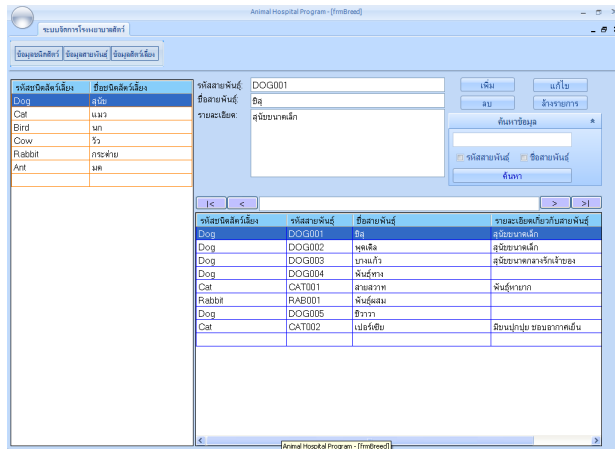 Animal Hospital Program - [frmBreed]
ระบบจัดการโรงพยาบาลสัตว์
ข้อมูลชนิดสัตว์ ข้อมูลสายพันธุ์ ข้อมูลสัตว์เลี้ยง
รหัสชนิดสัตว์เลี้ยง ชื่อชนิดสัตว์เลี้ยง
Dog สุนัข
Cat แมว
Bird นก
Cow วัว
Rabbit กระต่าย
Ant มด
รหัสสายพันธุ์: DOG001
ชื่อสายพันธุ์: ชิสุ
รายละเอียด: สุนัขขนาดเล็ก
เพิ่ม แก้ไข
ลบ ล้างรายการ
ค้นหาข้อมูล
รหัสสายพันธุ์ ชื่อสายพันธุ์
ค้นหา
|< < > >|
รหัสชนิดสัตว์เลี้ยง รหัสสายพันธุ์ ชื่อสายพันธุ์ รายละเอียดเกี่ยวกับสายพันธุ์
Dog DOG001 ชิสุ สุนัขขนาดเล็ก
Dog DOG002 พุดเดิ้ล สุนัขขนาดเล็ก
Dog DOG003 บางแก้ว สุนัขขนาดกลางรักเจ้าของ
Dog DOG004 พันธุ์ทาง
Cat CAT001 สายสวาท พันธุ์หายาก
Rabbit RAB001 พันธุ์ผสม
Dog DOG005 ชิวาวา
Cat CAT002 เปอร์เซีย มีขนปุกปุย ชอบอากาศเย็น
Animal Hospital Program - [frmBreed]